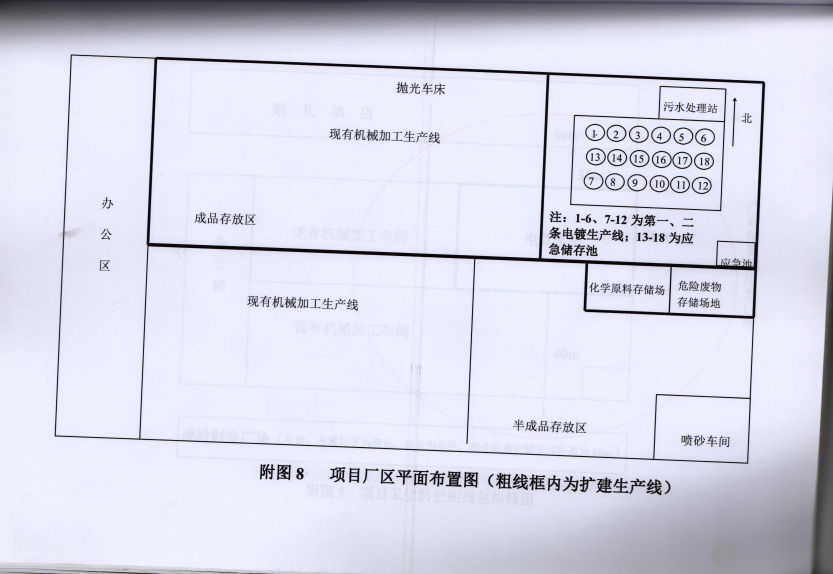 抛光车床
污水处理站
北
现有机械加工生产线
1 2 3 4 5 6
13 14 15 16 17 18
7 8 9 10 11 12
办
公
区
成品存放区
注：1-6、7-12 为第一、二
条电镀生产线；13-18 为应
急储存池
应急池
化学原料存储场
危险废物
存储场地
现有机械加工生产线
半成品存放区
喷砂车间
附图 8 项目厂区平面布置图（粗线框内为扩建生产线）